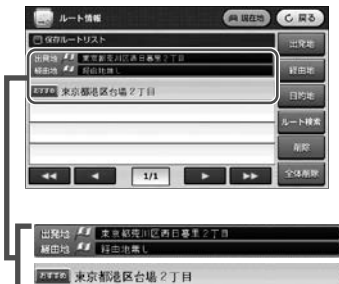 ルート情報
現在地
戻る
保存ルートリスト
出発地 東京都荒川区西日暮里2丁目
経由地 経由地無し
おすすめ 東京都港区台場2丁目
1/1
出発地
経由地
目的地
ルート検索
削除
全体削除
出発地 東京都荒川区西日暮里2丁目
経由地 経由地無し
おすすめ 東京都港区台場2丁目